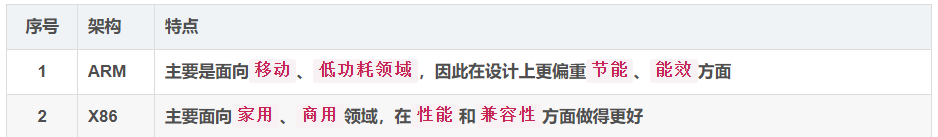 序号 架构 特点
1 ARM 主要是面向 移动 、 低功耗领域 ，因此在设计上更偏重 节能 、 能效 方面
2 X86 主要面向 家用 、 商用 领域，在 性能 和 兼容性 方面做得更好